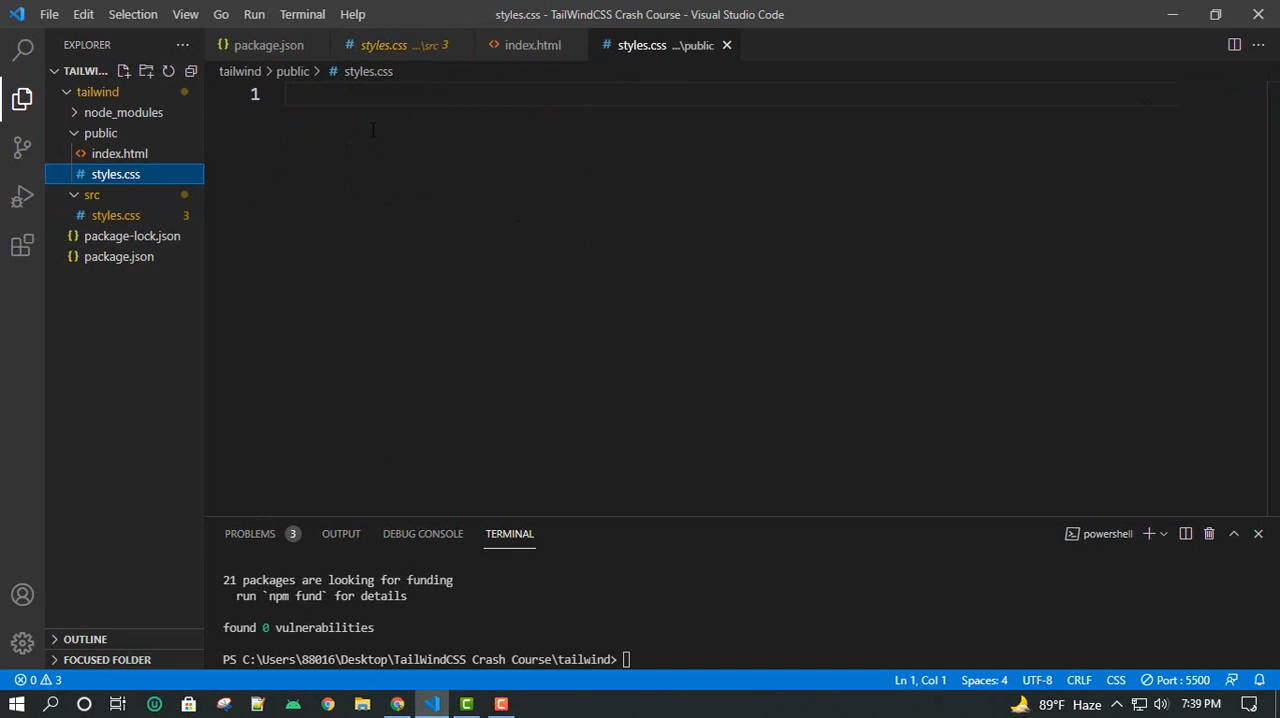 File Edit Selection View Go Run Terminal Help styles.css - TailWindCSS Crash Course - Visual Studio Code
EXPLORER
package.json styles.css ...\src 3 index.html styles.css ...\public
TAILWI...
tailwind > public > # styles.css
tailwind
node_modules
public
index.html
styles.css
src
styles.css 3
package-lock.json
package.json
OUTLINE
FOCUSED FOLDER
1
PROBLEMS 3 OUTPUT DEBUG CONSOLE TERMINAL powershell
21 packages are looking for funding
run `npm fund` for details
found 0 vulnerabilities
PS C:\Users\88016\Desktop\TailWindCSS Crash Course\tailwind>
0 3 Ln 1, Col 1 Spaces: 4 UTF-8 CRLF CSS Port : 5500
89°F Haze 7:39 PM